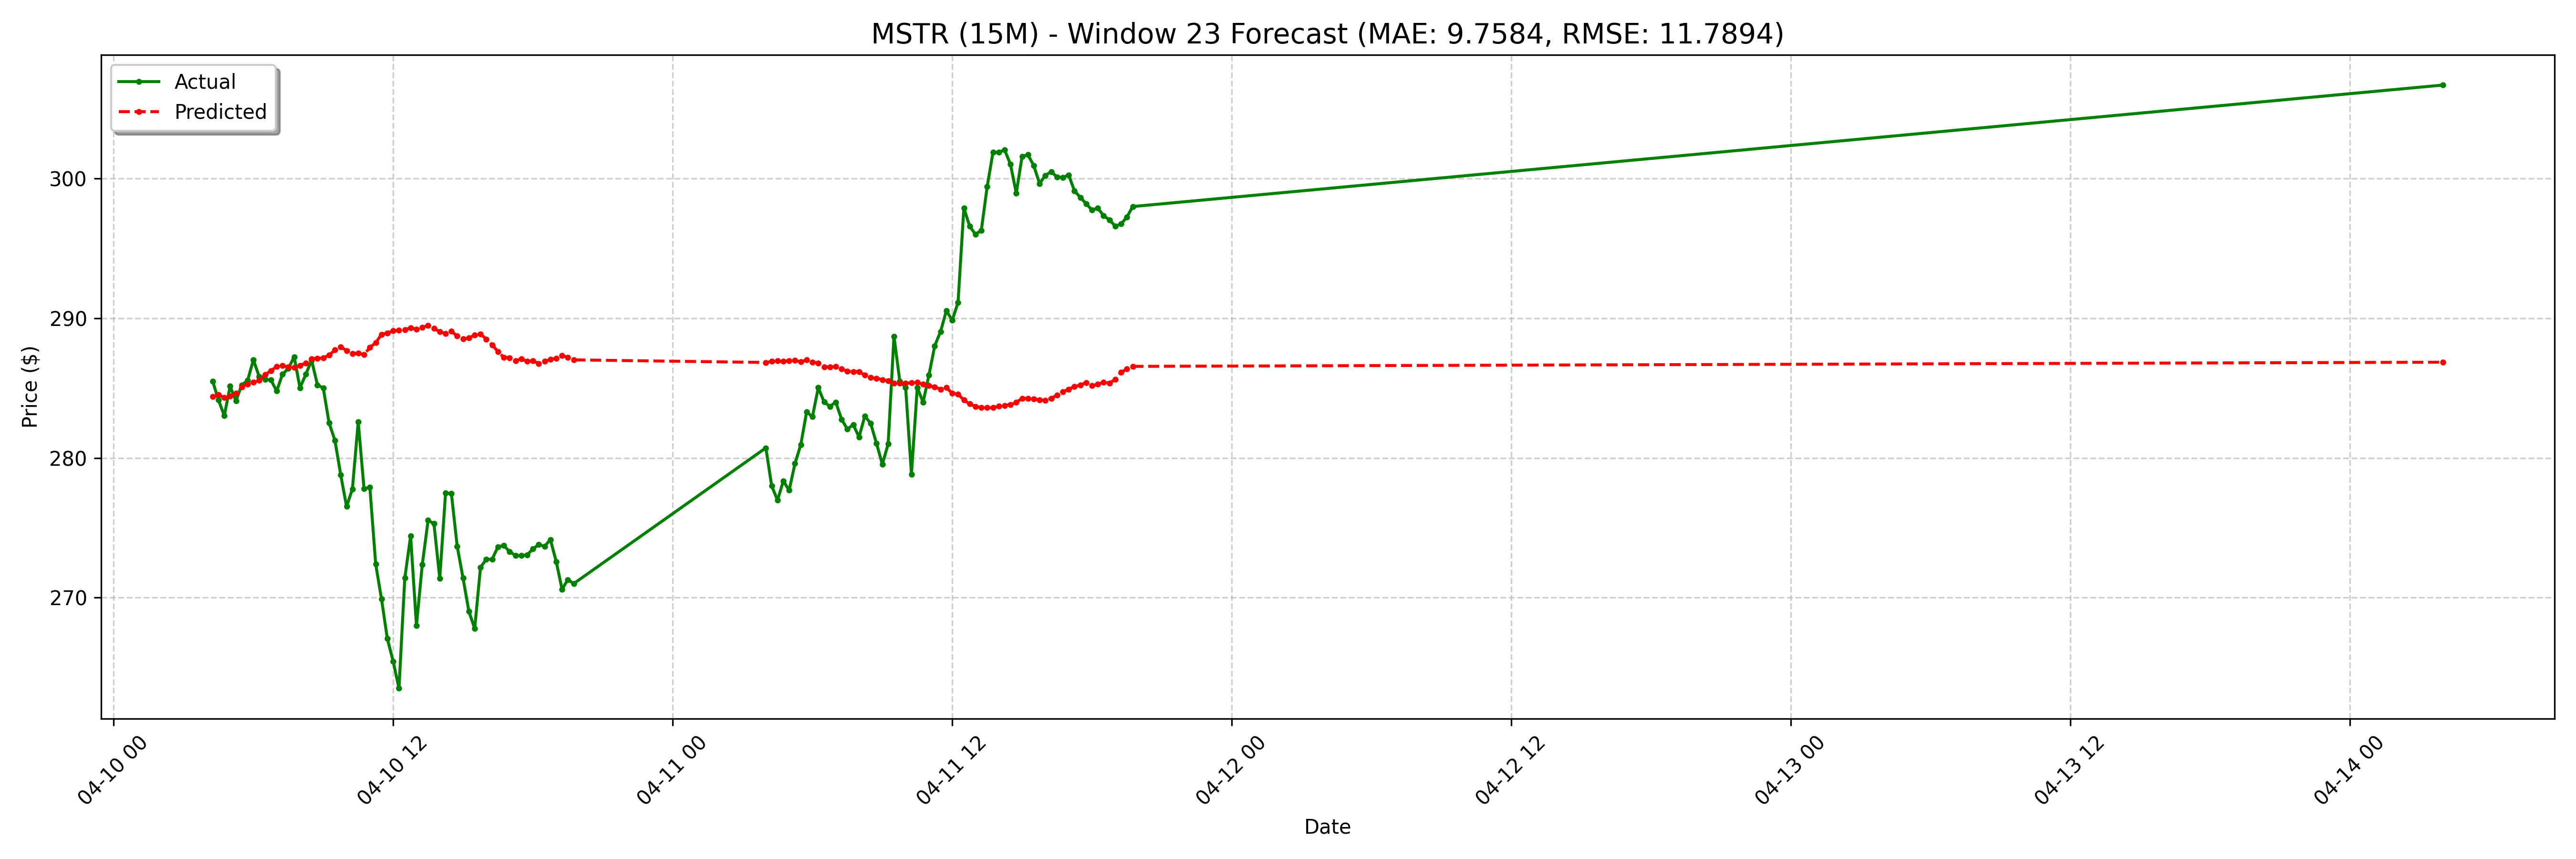 MSTR (15M) - Window 23 Forecast (MAE: 9.7584, RMSE: 11.7894)
Actual
Predicted
Price ($)
300
290
280
270
04-10 00
04-10 12
04-11 00
04-11 12
04-12 00
04-12 12
04-13 00
04-13 12
04-14 00
Date